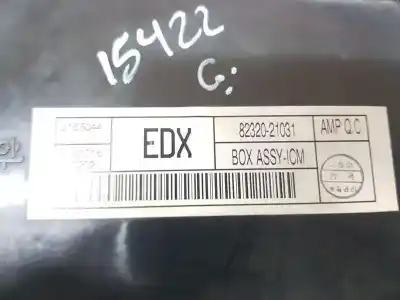 15422
G:
EDX
82320-21031
AMP Q.C
BOX ASSY-ICM